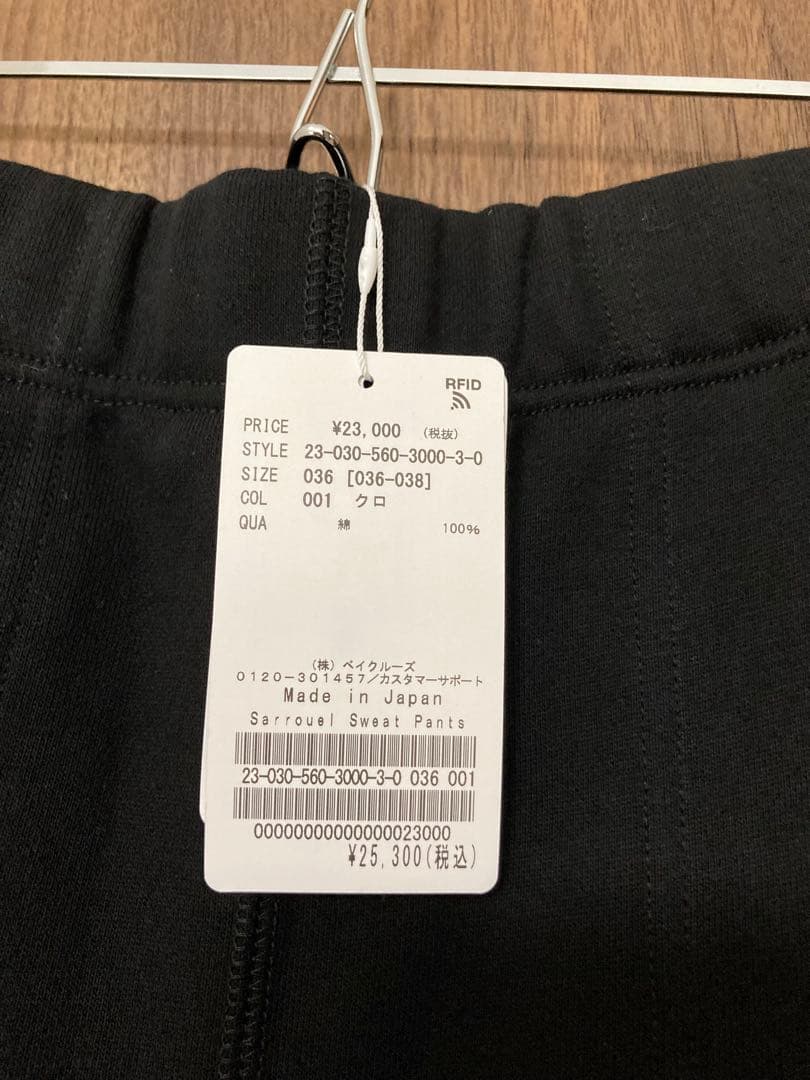 RFID
PRICE ¥23,000 (税抜)
STYLE 23-030-560-3000-3-0
SIZE 036 [036-038]
COL 001 クロ
QUA 綿 100%
(株) ベイクルーズ
0120-301457/カスタマーサポート
Made in Japan
Sarrouel Sweat Pants
23-030-560-3000-3-0 036 001
00000000000000023000
¥25,300(税込)